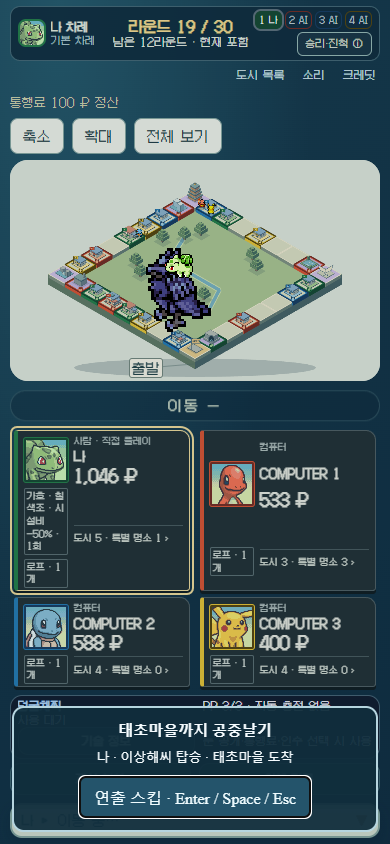 나 차례
기본 차례
라운드 19 / 30
남은 12라운드 · 현재 포함
1 나
2 AI
3 AI
4 AI
승리·진척 ⓘ
도시 목록
소리
크레딧
통행료 100 ₽ 정산
축소
확대
전체 보기
출발
이동 —
사람 · 직접 플레이
나
1,046 ₽
가호 · 철
색조 · 시
설비
-50% ·
1회
로프 · 1
개
도시 5 · 특별 명소 1 ›
컴퓨터
COMPUTER 1
533 ₽
로프 · 1
개
도시 3 · 특별 명소 3 ›
컴퓨터
COMPUTER 2
588 ₽
로프 · 1
개
도시 4 · 특별 명소 0 ›
컴퓨터
COMPUTER 3
400 ₽
로프 · 1
개
도시 4 · 특별 명소 0 ›
태초마을까지 공중날기
나 · 이상해씨 탑승 · 태초마을 도착
연출 스킵 · Enter / Space / Esc